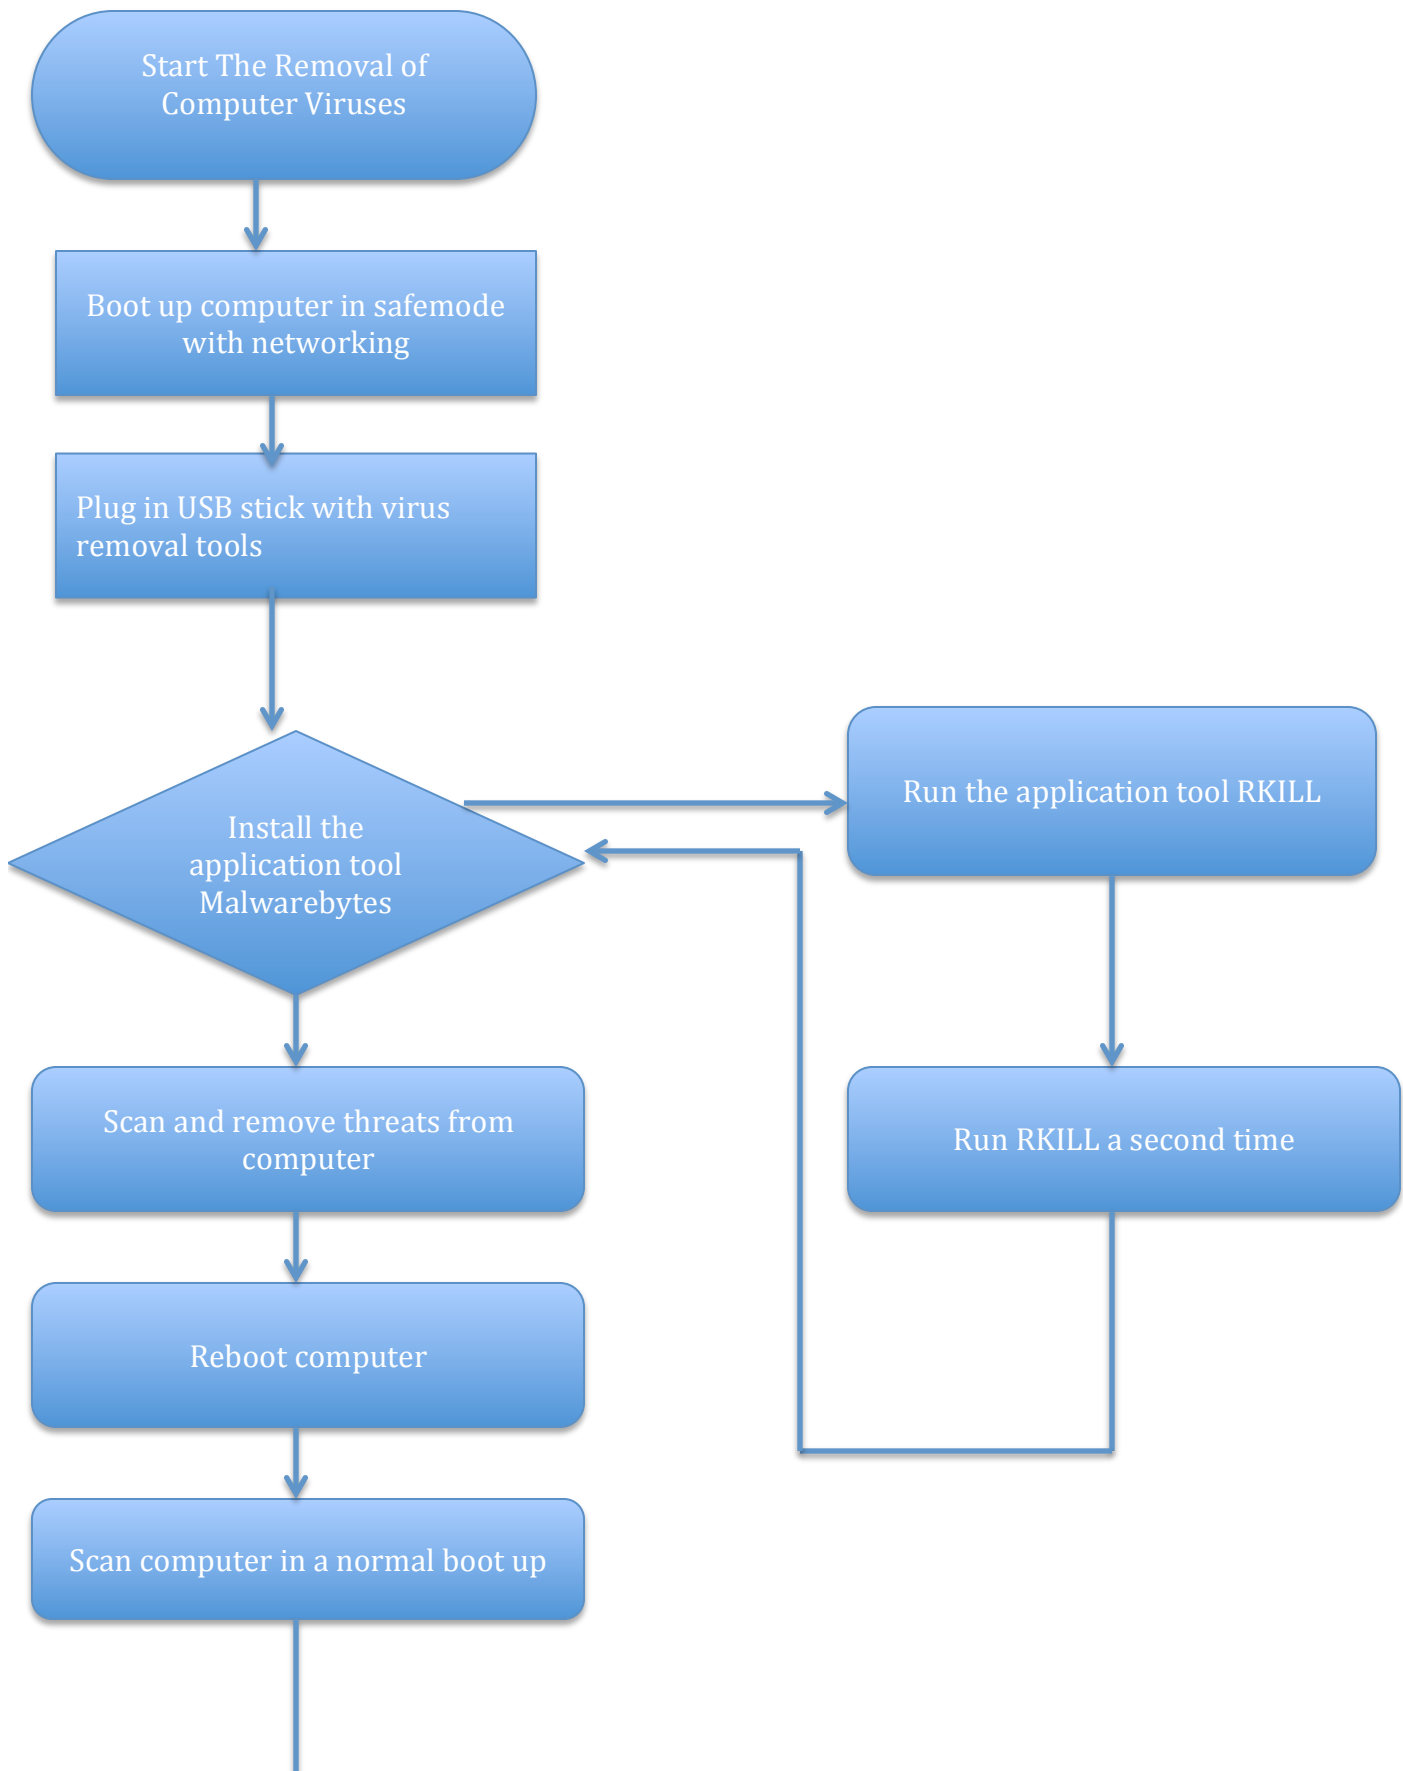 Start The Removal of
Computer Viruses
Boot up computer in safemode
with networking
Plug in USB stick with virus
removal tools
Install the
application tool
Malwarebytes
Run the application tool RKILL
Scan and remove threats from
computer
Run RKILL a second time
Reboot computer
Scan computer in a normal boot up